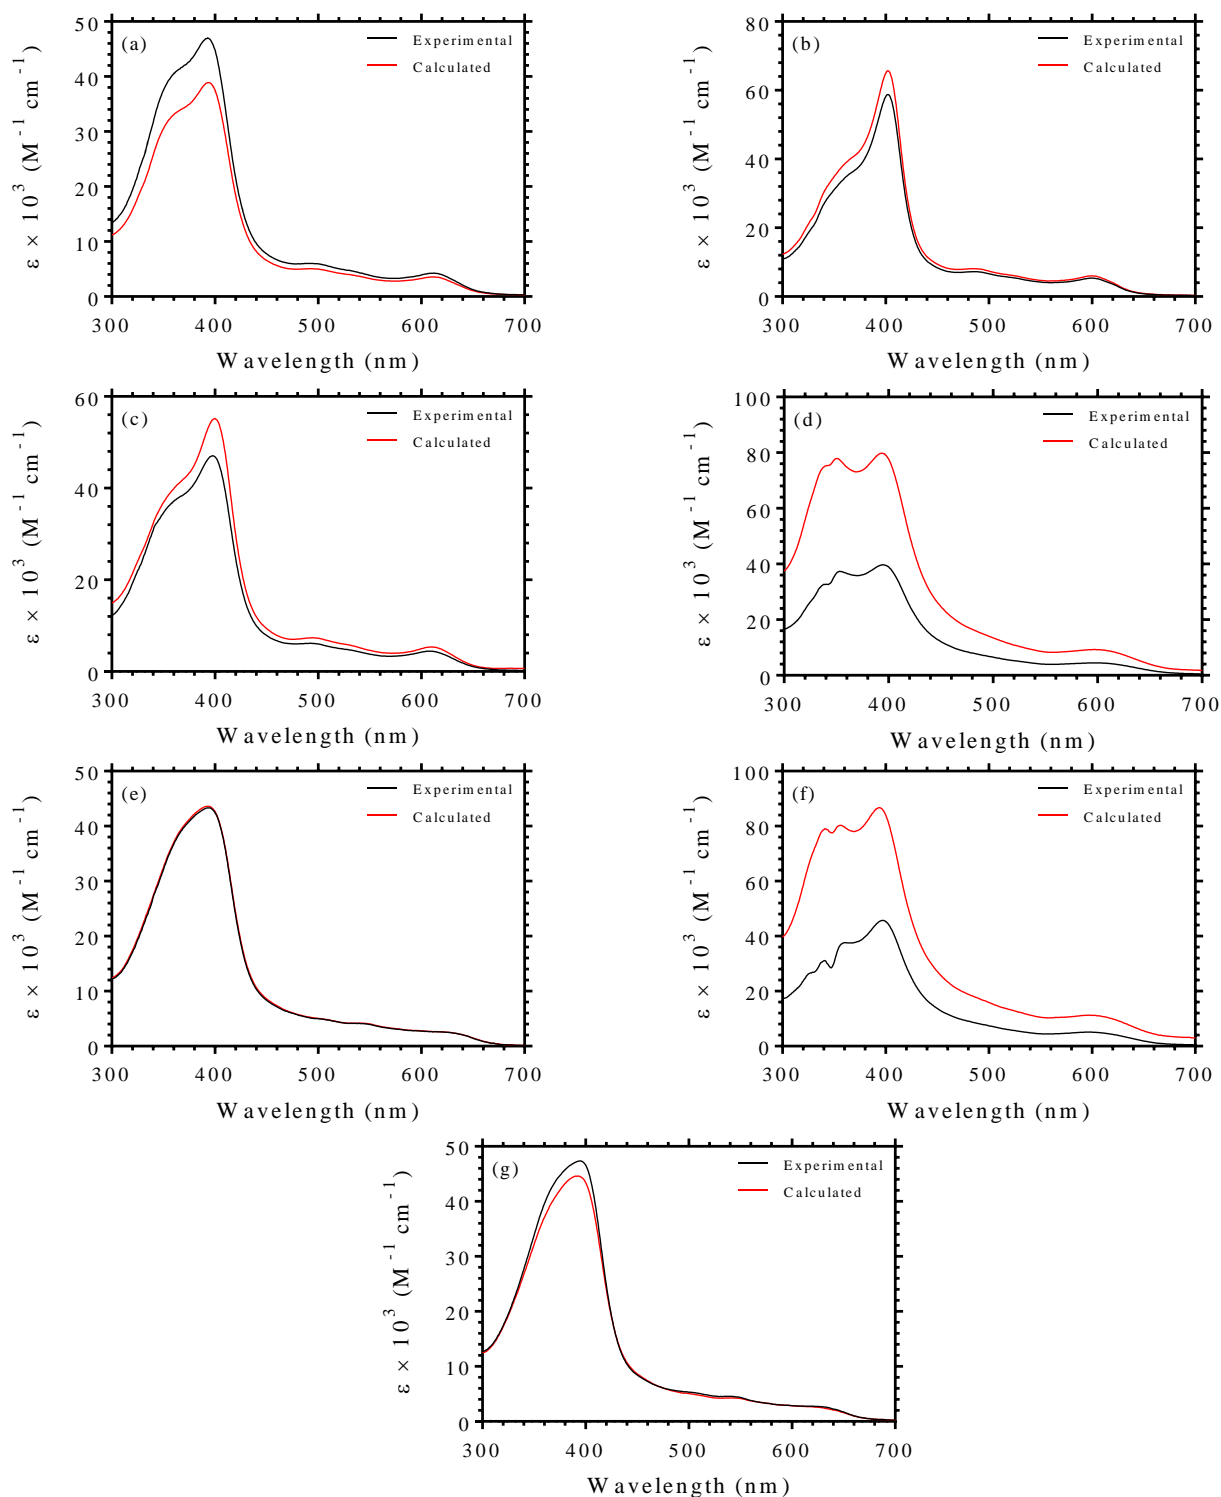 50
(a)
Experimental
Calculated
40
30
20
10
0
ε × 10³ (M⁻¹ cm⁻¹)
300 400 500 600 700
Wavelength (nm)
80
(b)
Experimental
Calculated
60
40
20
0
ε × 10³ (M⁻¹ cm⁻¹)
300 400 500 600 700
Wavelength (nm)
60
(c)
Experimental
Calculated
40
20
0
ε × 10³ (M⁻¹ cm⁻¹)
300 400 500 600 700
Wavelength (nm)
100
(d)
Experimental
Calculated
80
60
40
20
0
ε × 10³ (M⁻¹ cm⁻¹)
300 400 500 600 700
Wavelength (nm)
50
(e)
Experimental
Calculated
40
30
20
10
0
ε × 10³ (M⁻¹ cm⁻¹)
300 400 500 600 700
Wavelength (nm)
100
(f)
Experimental
Calculated
80
60
40
20
0
ε × 10³ (M⁻¹ cm⁻¹)
300 400 500 600 700
Wavelength (nm)
50
(g)
Experimental
Calculated
40
30
20
10
0
ε × 10³ (M⁻¹ cm⁻¹)
300 400 500 600 700
Wavelength (nm)